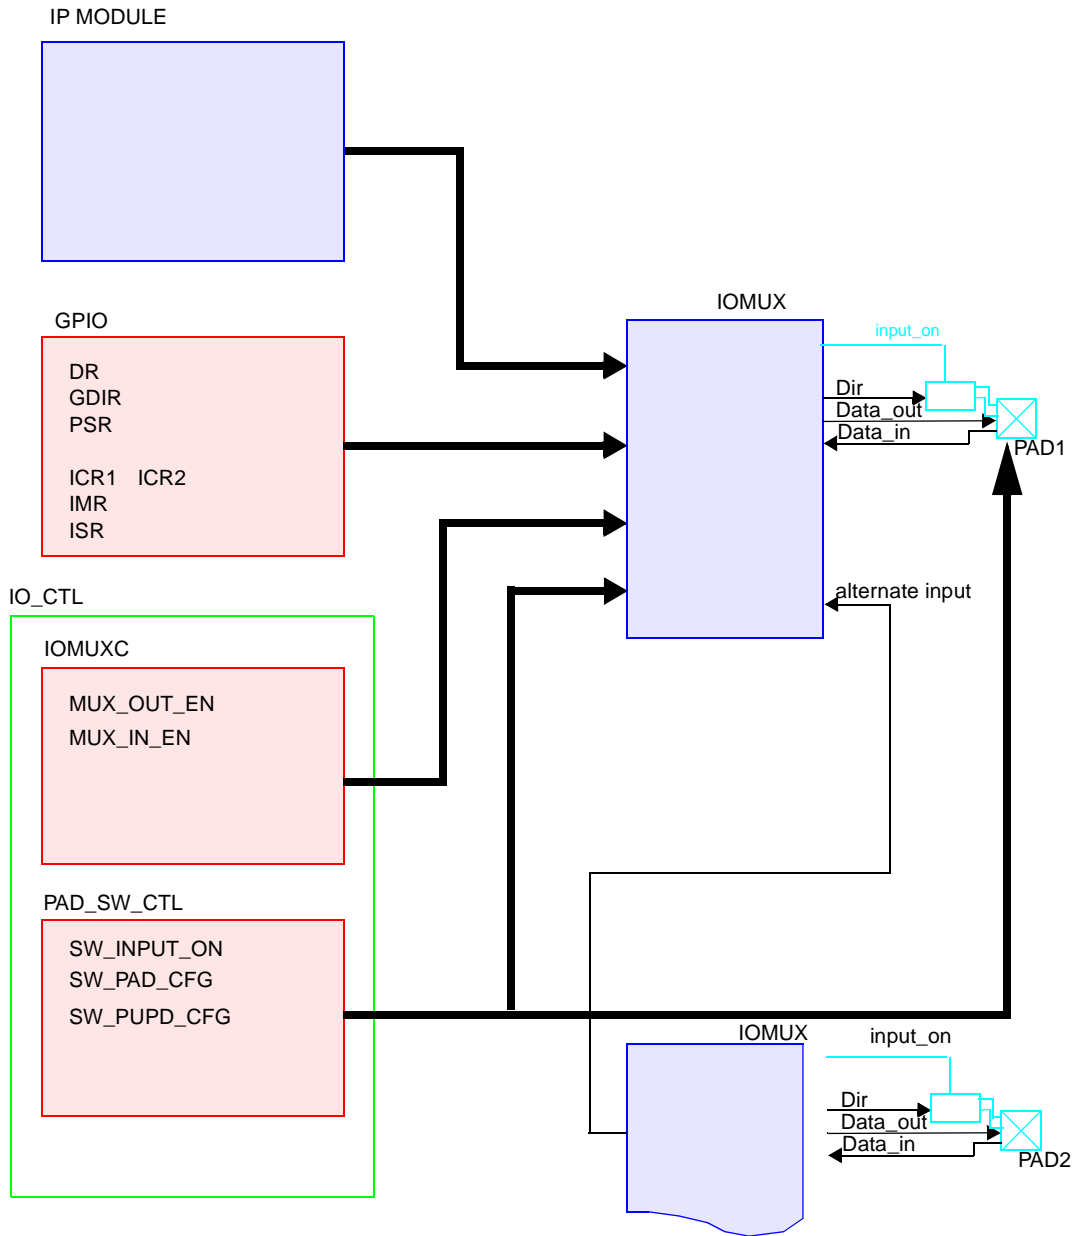 IP MODULE
GPIO
DR
GDIR
PSR
ICR1 ICR2
IMR
ISR
IOMUX
input_on
Dir
Data_out
Data_in
PAD1
alternate input
IO_CTL
IOMUXC
MUX_OUT_EN
MUX_IN_EN
PAD_SW_CTL
SW_INPUT_ON
SW_PAD_CFG
SW_PUPD_CFG
IOMUX
input_on
Dir
Data_out
Data_in
PAD2